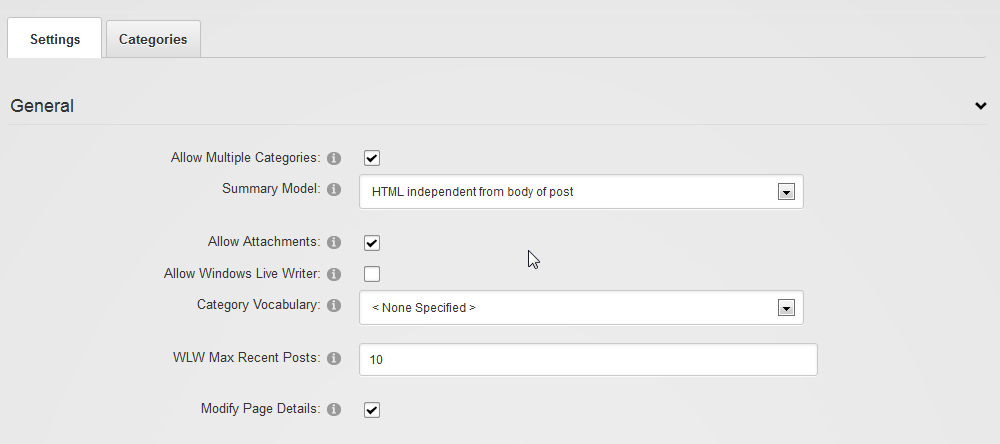 Settings Categories
General
Allow Multiple Categories:
Summary Model: HTML independent from body of post
Allow Attachments:
Allow Windows Live Writer:
Category Vocabulary: < None Specified >
WLW Max Recent Posts: 10
Modify Page Details: